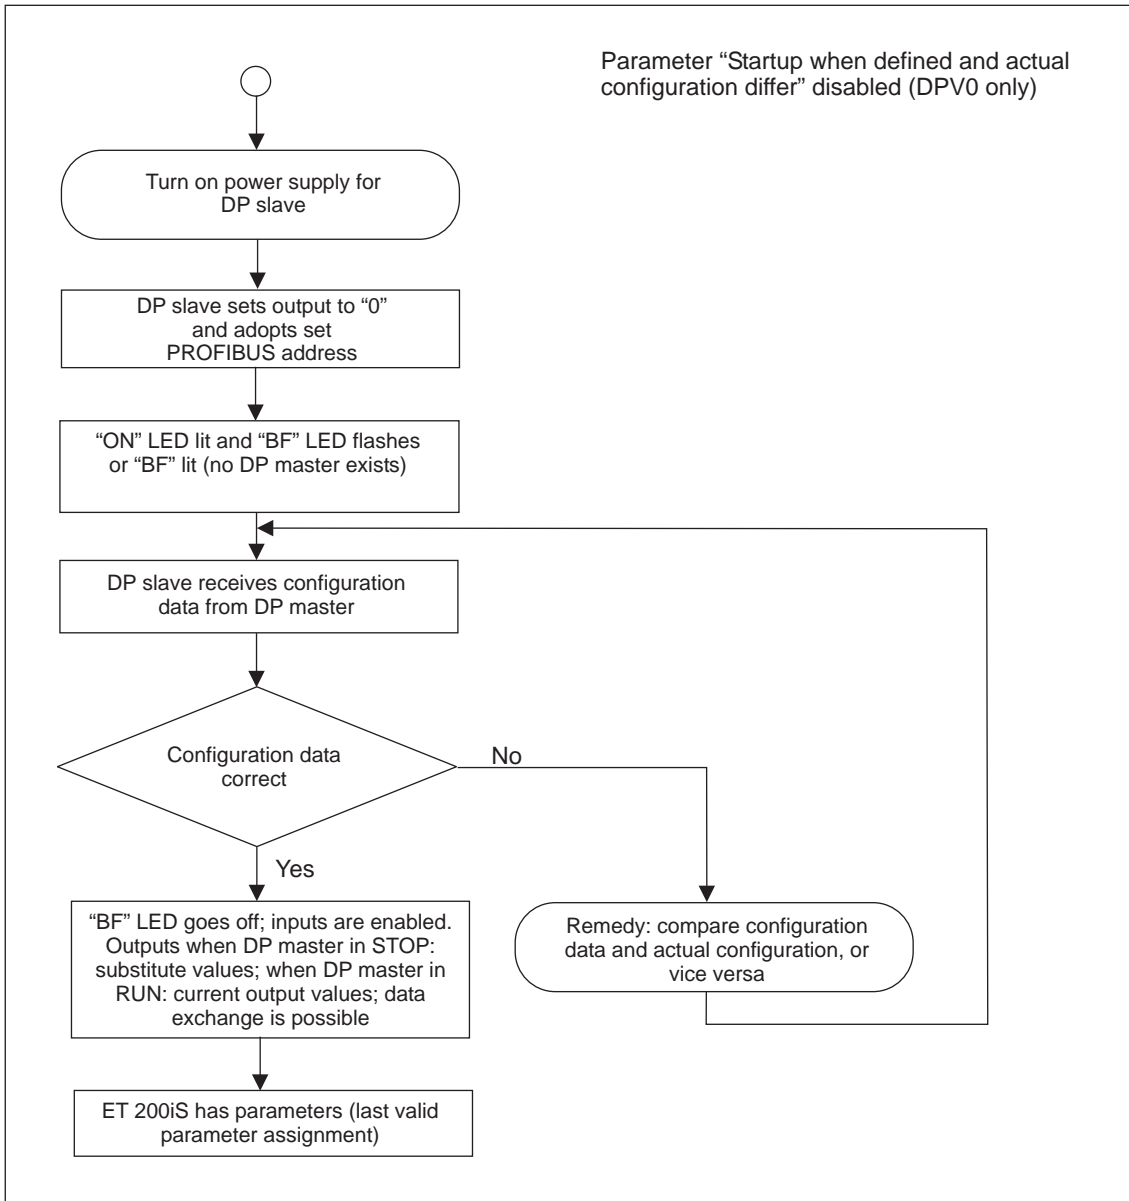 Parameter “Startup when defined and actual
configuration differ” disabled (DPV0 only)
Turn on power supply for
DP slave
DP slave sets output to “0”
and adopts set
PROFIBUS address
“ON” LED lit and “BF” LED flashes
or “BF” lit (no DP master exists)
DP slave receives configuration
data from DP master
Configuration data
correct
No
Yes
“BF” LED goes off; inputs are enabled.
Outputs when DP master in STOP:
substitute values; when DP master in
RUN: current output values; data
exchange is possible
Remedy: compare configuration
data and actual configuration, or
vice versa
ET 200iS has parameters (last valid
parameter assignment)